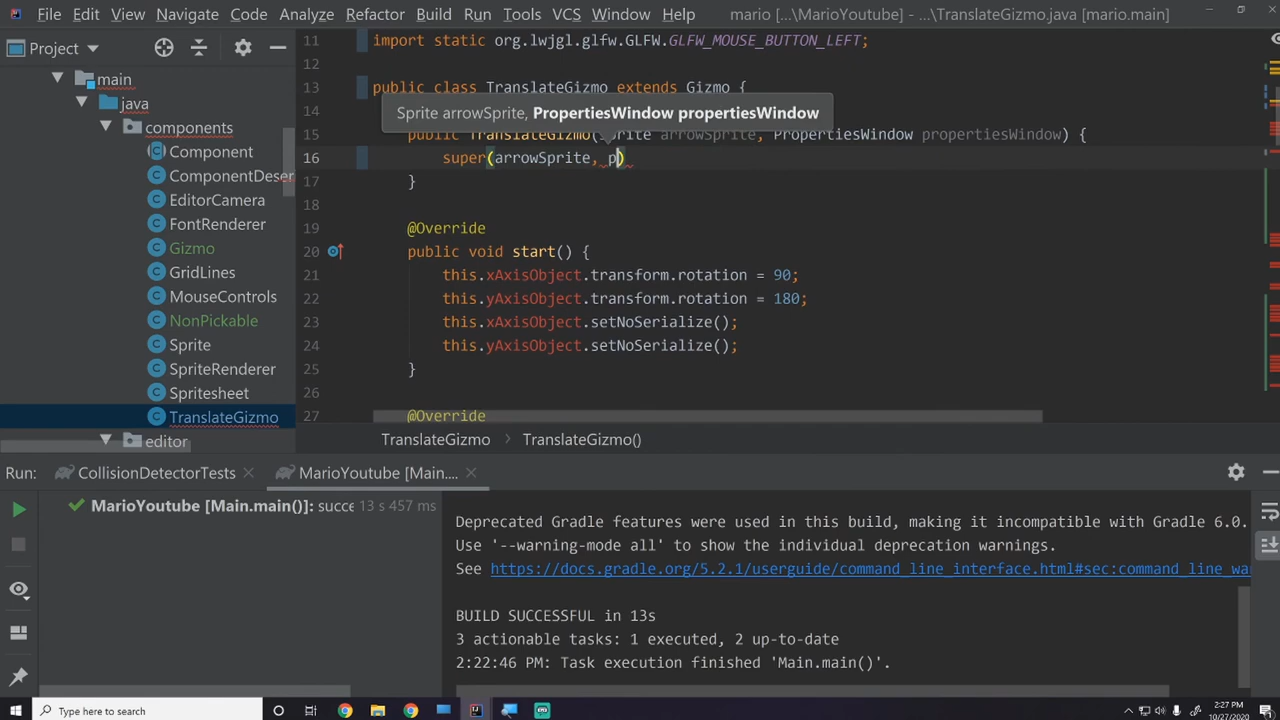 File Edit View Navigate Code Analyze Refactor Build Run Tools VCS Window Help mario [...\MarioYoutube] - ...\TranslateGizmo.java [mario.main]
Project
main
java
components
Component
ComponentDeser
EditorCamera
FontRenderer
Gizmo
GridLines
MouseControls
NonPickable
Sprite
SpriteRenderer
Spritesheet
TranslateGizmo
editor
11 import static org.lwjgl.glfw.GLFW.GLFW_MOUSE_BUTTON_LEFT;
12
13 public class TranslateGizmo extends Gizmo {
Sprite arrowSprite, PropertiesWindow propertiesWindow
14
15 public TranslateGizmo(Sprite arrowSprite, PropertiesWindow propertiesWindow) {
16 super(arrowSprite, p)
17 }
18
19 @Override
20 public void start() {
21 this.xAxisObject.transform.rotation = 90;
22 this.yAxisObject.transform.rotation = 180;
23 this.xAxisObject.setNoSerialize();
24 this.yAxisObject.setNoSerialize();
25 }
26
27 @Override
TranslateGizmo > TranslateGizmo()
Run: CollisionDetectorTests MarioYoutube [Main....
MarioYoutube [Main.main()]: succe 13 s 457 ms
Deprecated Gradle features were used in this build, making it incompatible with Gradle 6.0.
Use '--warning-mode all' to show the individual deprecation warnings.
See https://docs.gradle.org/5.2.1/userguide/command_line_interface.html#sec:command_line_wa
BUILD SUCCESSFUL in 13s
3 actionable tasks: 1 executed, 2 up-to-date
2:22:46 PM: Task execution finished 'Main.main()'.
Type here to search
2:27 PM
10/27/2020